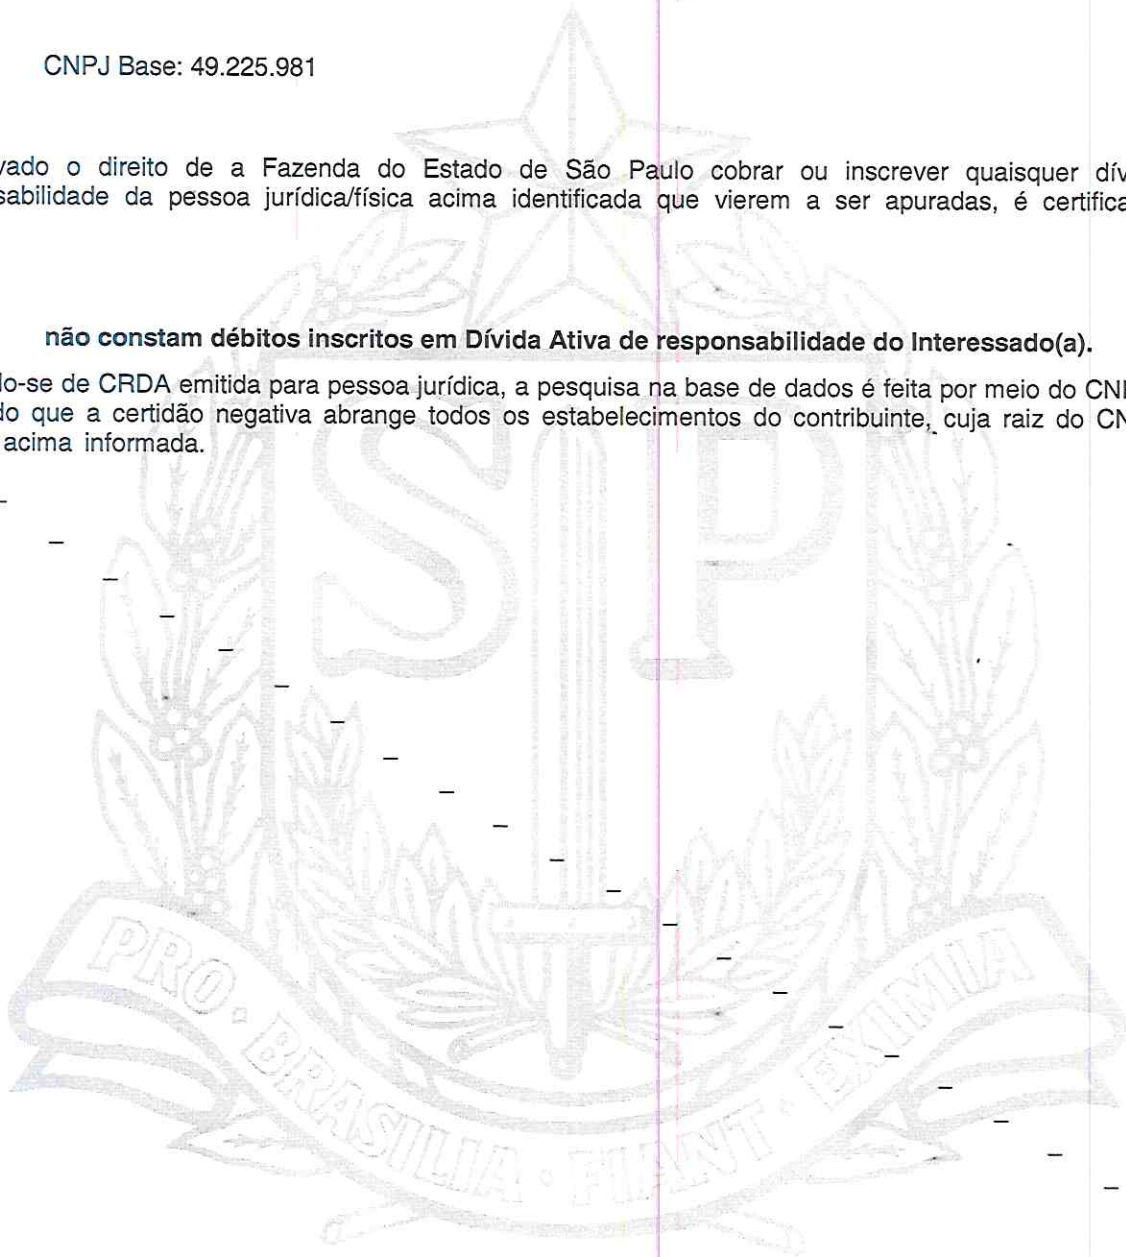 CNPJ Base: 49.225.981
vado o direito de a Fazenda do Estado de São Paulo cobrar ou inscrever quaisquer dív
sabilidade da pessoa jurídica/física acima identificada que vierem a ser apuradas, é certifica
não constam débitos inscritos em Dívida Ativa de responsabilidade do Interessado(a).
do-se de CRDA emitida para pessoa jurídica, a pesquisa na base de dados é feita por meio do CN
do que a certidão negativa abrange todos os estabelecimentos do contribuinte, cuja raiz do CN
acima informada.
SP
PRO · BRASILIA · FIANT · EXIMIA